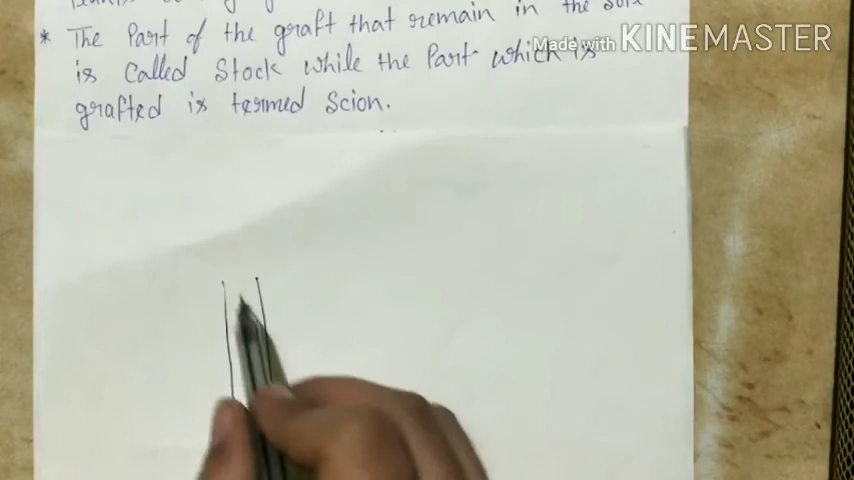 * The Part of the graft that remain in the
is Called Stock while the Part which is
grafted is termed Scion.
Made with KINEMASTER